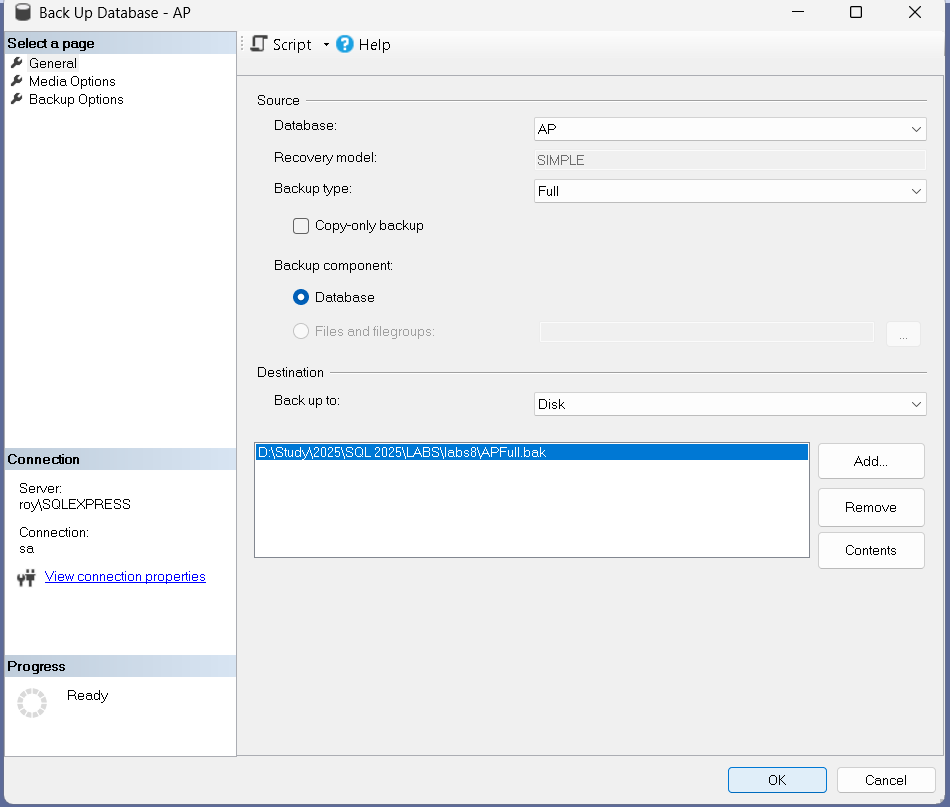 Back Up Database - AP
Select a page
General
Media Options
Backup Options
Script
Help
Source
Database:
AP
Recovery model:
SIMPLE
Backup type:
Full
Copy-only backup
Backup component:
Database
Files and filegroups:
...
Destination
Back up to:
Disk
D:\Study\2025\SQL 2025\LABS\labs8\APFull.bak
Add...
Remove
Contents
Connection
Server:
roy\SQLEXPRESS
Connection:
sa
View connection properties
Progress
Ready
OK
Cancel